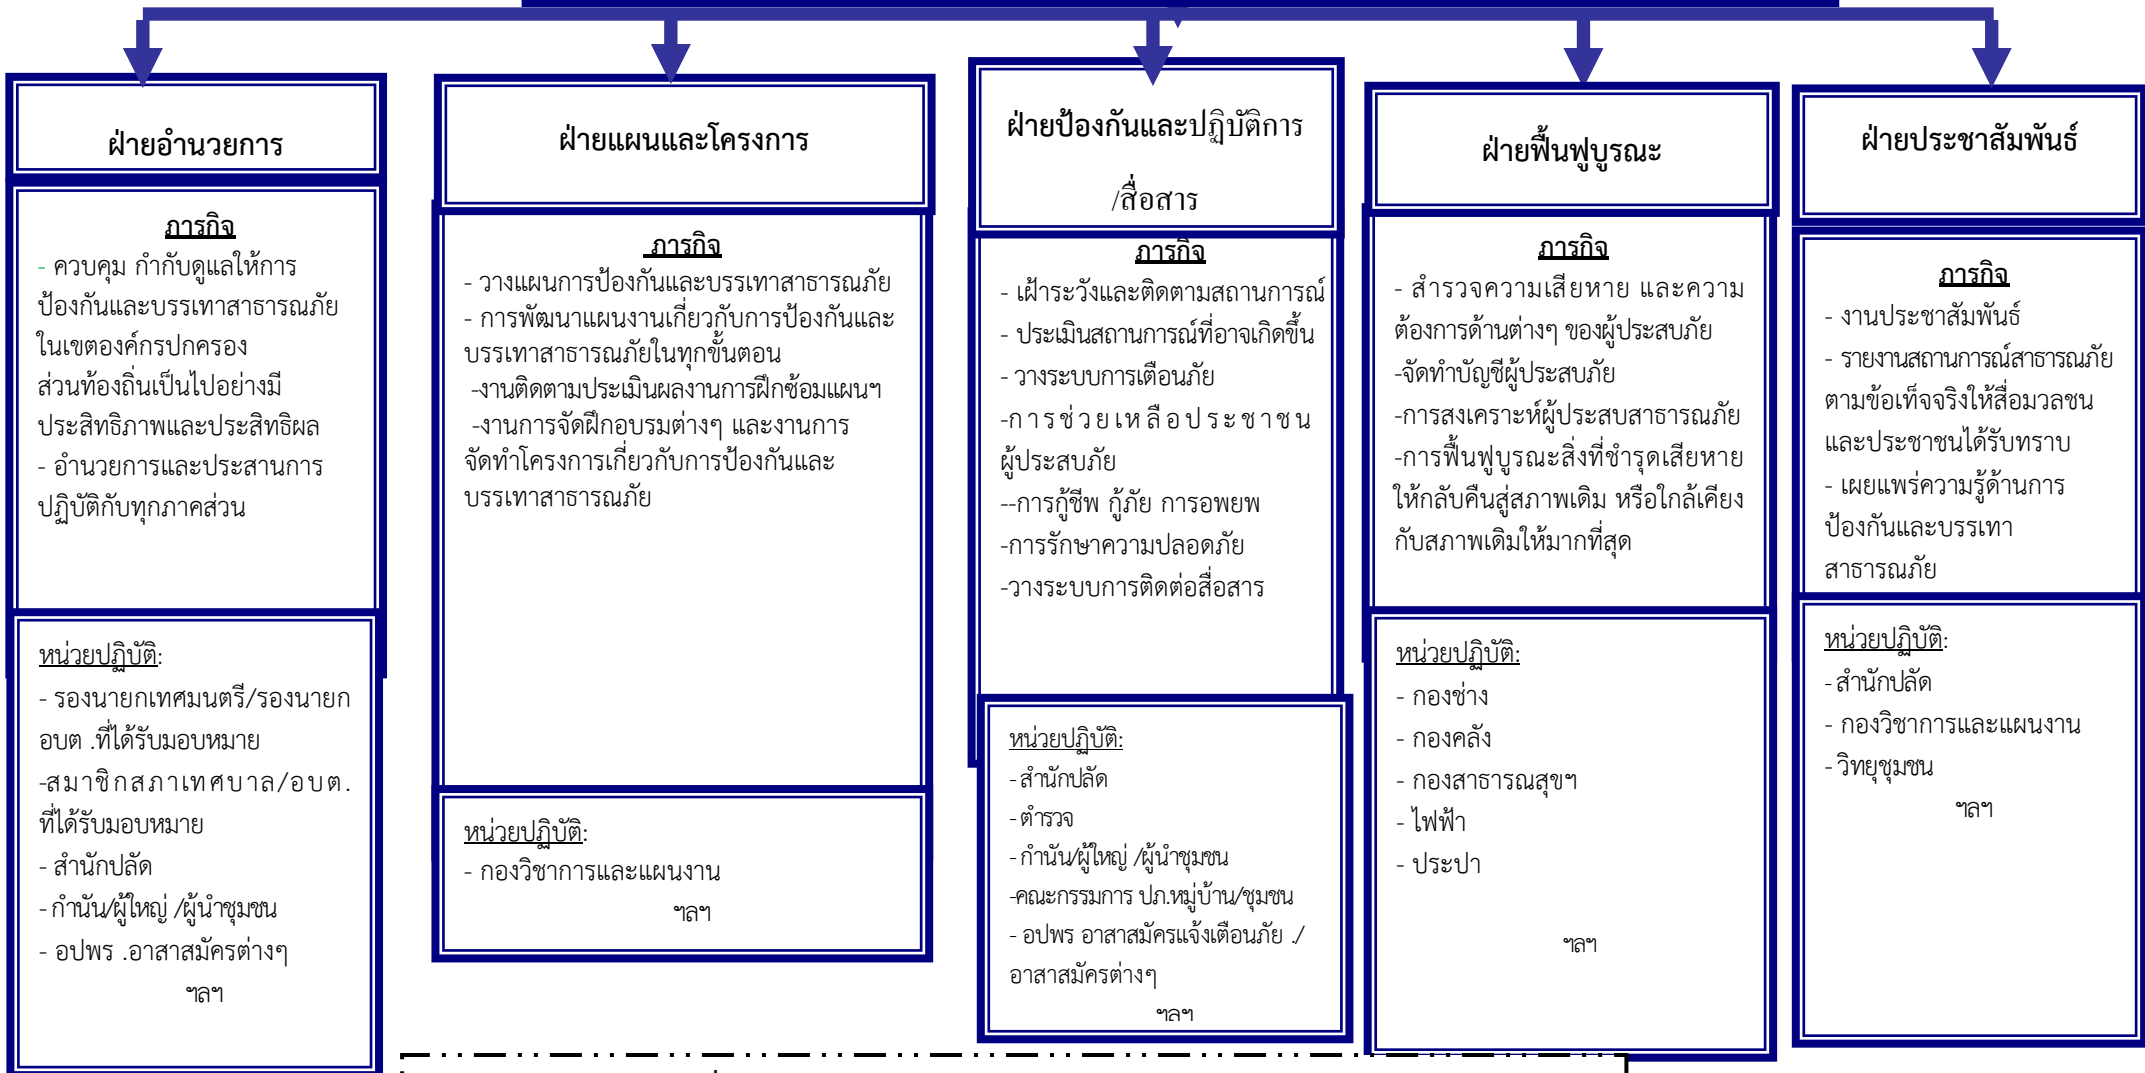 ฝ่ายอำนวยการ
ภารกิจ
- ควบคุม กำกับดูแลให้การ
ป้องกันและบรรเทาสาธารณภัย
ในเขตองค์กรปกครอง
ส่วนท้องถิ่นเป็นไปอย่างมี
ประสิทธิภาพและประสิทธิผล
- อำนวยการและประสานการ
ปฏิบัติกับทุกภาคส่วน
หน่วยปฏิบัติ:
- รองนายกเทศมนตรี/รองนายก
อบต .ที่ได้รับมอบหมาย
-สมาชิกสภาเทศบาล/อบต.
ที่ได้รับมอบหมาย
- สำนักปลัด
- กำนัน/ผู้ใหญ่ /ผู้นำชุมชน
- อปพร .อาสาสมัครต่างๆ
ฯลฯ
ฝ่ายแผนและโครงการ
ภารกิจ
- วางแผนการป้องกันและบรรเทาสาธารณภัย
- การพัฒนาแผนงานเกี่ยวกับการป้องกันและ
บรรเทาสาธารณภัยในทุกขั้นตอน
-งานติดตามประเมินผลงานการฝึกซ้อมแผนฯ
-งานการจัดฝึกอบรมต่างๆ และงานการ
จัดทำโครงการเกี่ยวกับการป้องกันและ
บรรเทาสาธารณภัย
หน่วยปฏิบัติ:
- กองวิชาการและแผนงาน
ฯลฯ
ฝ่ายป้องกันและปฏิบัติการ
/สื่อสาร
ภารกิจ
- เฝ้าระวังและติดตามสถานการณ์
- ประเมินสถานการณ์ที่อาจเกิดขึ้น
- วางระบบการเตือนภัย
-การช่วยเหลือประชาชน
ผู้ประสบภัย
--การกู้ชีพ กู้ภัย การอพยพ
-การรักษาความปลอดภัย
-วางระบบการติดต่อสื่อสาร
หน่วยปฏิบัติ:
- สำนักปลัด
- ตำรวจ
- กำนัน/ผู้ใหญ่ /ผู้นำชุมชน
-คณะกรรมการ ปภ.หมู่บ้าน/ชุมชน
- อปพร อาสาสมัครแจ้งเตือนภัย ./
อาสาสมัครต่างๆ
ฯลฯ
ฝ่ายฟื้นฟูบูรณะ
ภารกิจ
- สำรวจความเสียหาย และความ
ต้องการด้านต่างๆ ของผู้ประสบภัย
-จัดทำบัญชีผู้ประสบภัย
-การสงเคราะห์ผู้ประสบสาธารณภัย
-การฟื้นฟูบูรณะสิ่งที่ชำรุดเสียหาย
ให้กลับคืนสู่สภาพเดิม หรือใกล้เคียง
กับสภาพเดิมให้มากที่สุด
หน่วยปฏิบัติ:
- กองช่าง
- กองคลัง
- กองสาธารณสุขฯ
- ไฟฟ้า
- ประปา
ฯลฯ
ฝ่ายประชาสัมพันธ์
ภารกิจ
- งานประชาสัมพันธ์
- รายงานสถานการณ์สาธารณภัย
ตามข้อเท็จจริงให้สื่อมวลชน
และประชาชนได้รับทราบ
- เผยแพร่ความรู้ด้านการ
ป้องกันและบรรเทา
สาธารณภัย
หน่วยปฏิบัติ:
- สำนักปลัด
- กองวิชาการและแผนงาน
- วิทยุชุมชน
ฯลฯ